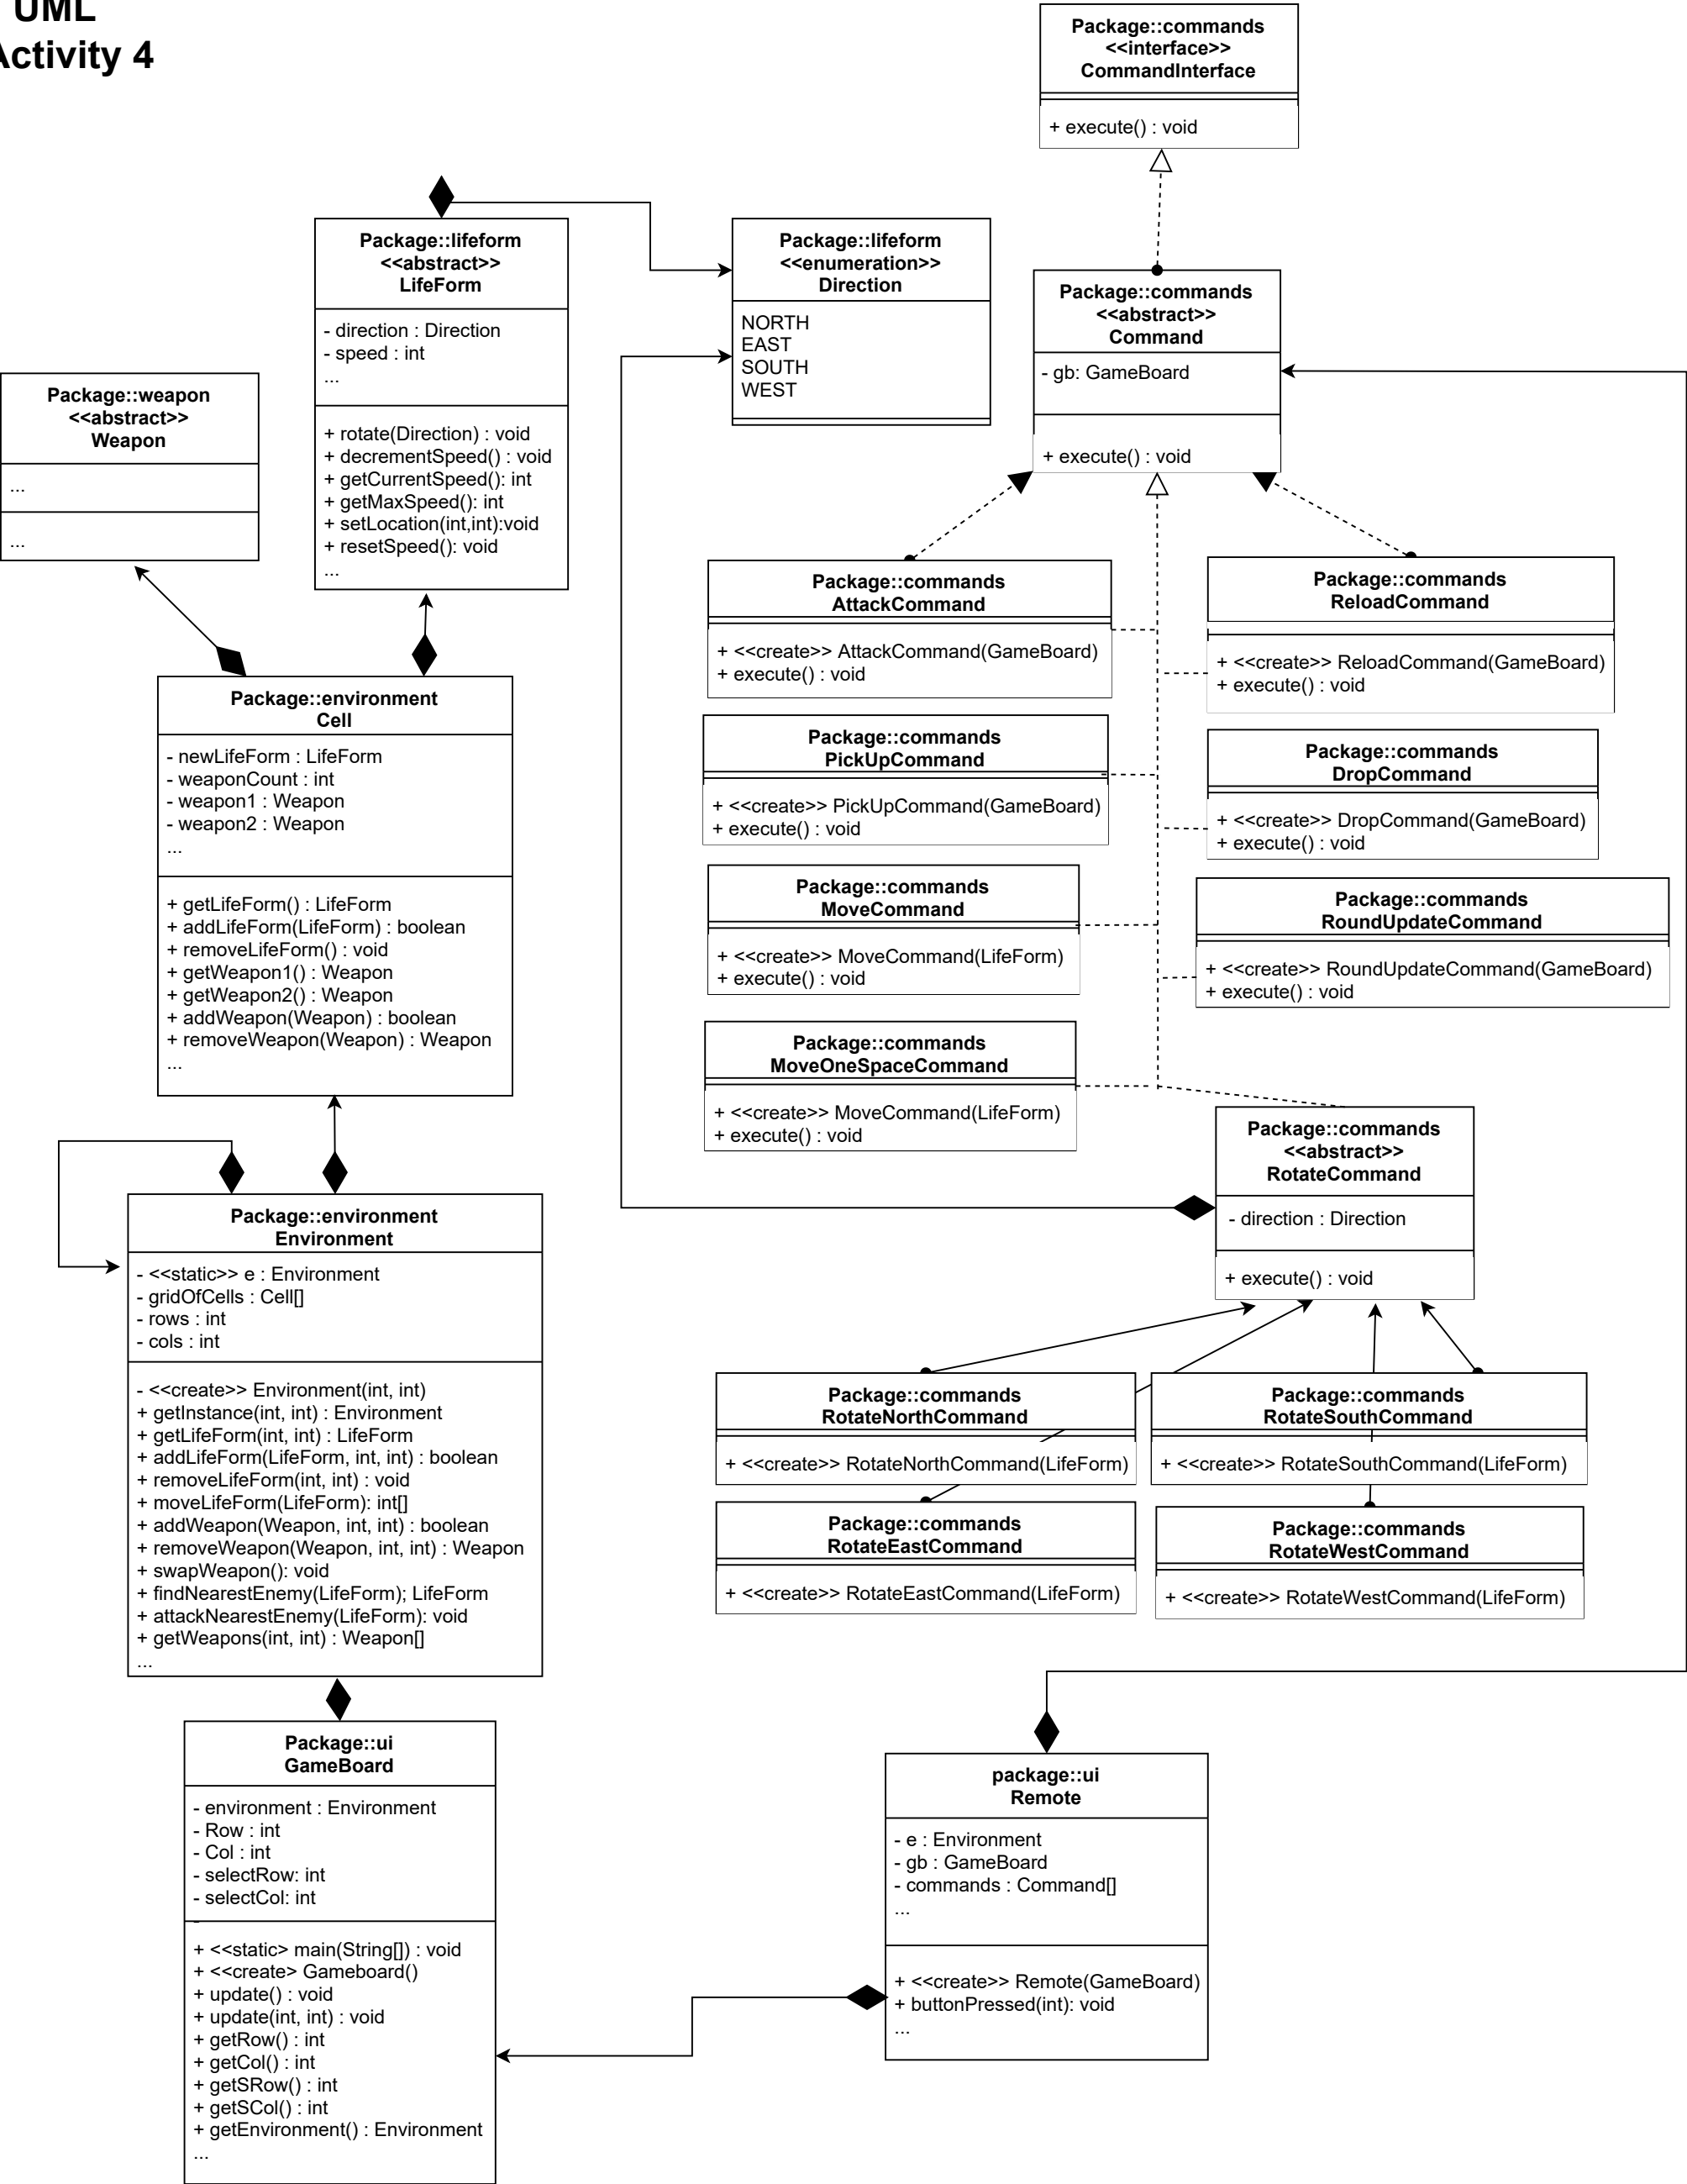 UML
Activity 4
Package::commands
<<interface>>
CommandInterface
+ execute() : void
Package::lifeform
<<abstract>>
LifeForm
- direction : Direction
- speed : int
...
+ rotate(Direction) : void
+ decrementSpeed() : void
+ getCurrentSpeed(): int
+ getMaxSpeed(): int
+ setLocation(int,int):void
+ resetSpeed(): void
...
Package::lifeform
<<enumeration>>
Direction
NORTH
EAST
SOUTH
WEST
Package::commands
<<abstract>>
Command
- gb: GameBoard
+ execute() : void
Package::weapon
<<abstract>>
Weapon
...
...
Package::commands
AttackCommand
+ <<create>> AttackCommand(GameBoard)
+ execute() : void
Package::commands
ReloadCommand
+ <<create>> ReloadCommand(GameBoard)
+ execute() : void
Package::environment
Cell
- newLifeForm : LifeForm
- weaponCount : int
- weapon1 : Weapon
- weapon2 : Weapon
...
+ getLifeForm() : LifeForm
+ addLifeForm(LifeForm) : boolean
+ removeLifeForm() : void
+ getWeapon1() : Weapon
+ getWeapon2() : Weapon
+ addWeapon(Weapon) : boolean
+ removeWeapon(Weapon) : Weapon
...
Package::commands
PickUpCommand
+ <<create>> PickUpCommand(GameBoard)
+ execute() : void
Package::commands
DropCommand
+ <<create>> DropCommand(GameBoard)
+ execute() : void
Package::commands
MoveCommand
+ <<create>> MoveCommand(LifeForm)
+ execute() : void
Package::commands
RoundUpdateCommand
+ <<create>> RoundUpdateCommand(GameBoard)
+ execute() : void
Package::commands
MoveOneSpaceCommand
+ <<create>> MoveCommand(LifeForm)
+ execute() : void
Package::commands
<<abstract>>
RotateCommand
- direction : Direction
+ execute() : void
Package::environment
Environment
- <<static>> e : Environment
- gridOfCells : Cell[]
- rows : int
- cols : int
- <<create>> Environment(int, int)
+ getInstance(int, int) : Environment
+ getLifeForm(int, int) : LifeForm
+ addLifeForm(LifeForm, int, int) : boolean
+ removeLifeForm(int, int) : void
+ moveLifeForm(LifeForm): int[]
+ addWeapon(Weapon, int, int) : boolean
+ removeWeapon(Weapon, int, int) : Weapon
+ swapWeapon(): void
+ findNearestEnemy(LifeForm); LifeForm
+ attackNearestEnemy(LifeForm): void
+ getWeapons(int, int) : Weapon[]
...
Package::commands
RotateNorthCommand
+ <<create>> RotateNorthCommand(LifeForm)
Package::commands
RotateSouthCommand
+ <<create>> RotateSouthCommand(LifeForm)
Package::commands
RotateEastCommand
+ <<create>> RotateEastCommand(LifeForm)
Package::commands
RotateWestCommand
+ <<create>> RotateWestCommand(LifeForm)
Package::ui
GameBoard
- environment : Environment
- Row : int
- Col : int
- selectRow: int
- selectCol: int
-
+ <<static> main(String[]) : void
+ <<create> Gameboard()
+ update() : void
+ update(int, int) : void
+ getRow() : int
+ getCol() : int
+ getSRow() : int
+ getSCol() : int
+ getEnvironment() : Environment
...
package::ui
Remote
- e : Environment
- gb : GameBoard
- commands : Command[]
...
+ <<create>> Remote(GameBoard)
+ buttonPressed(int): void
...